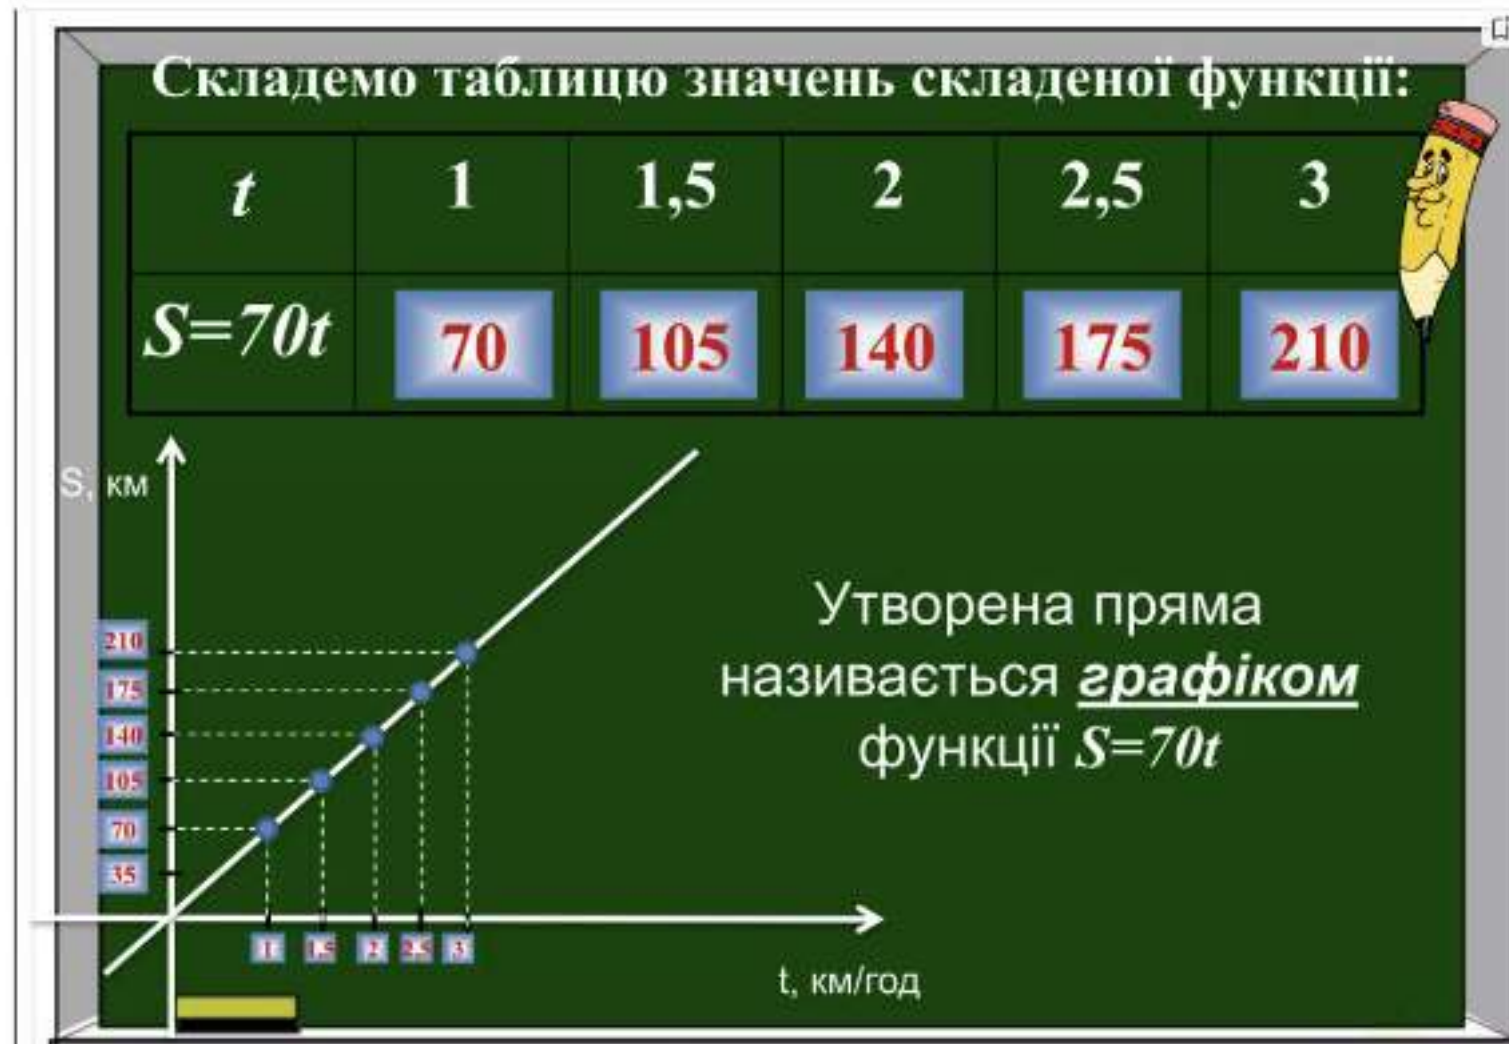 Складемо таблицю значень складеної функції:
t 1 1,5 2 2,5 3
S=70t 70 105 140 175 210
S, км
210
175
140
105
70
35
1 1.5 2 2.5 3
t, км/год
Утворена пряма
називається графіком
функції S=70t